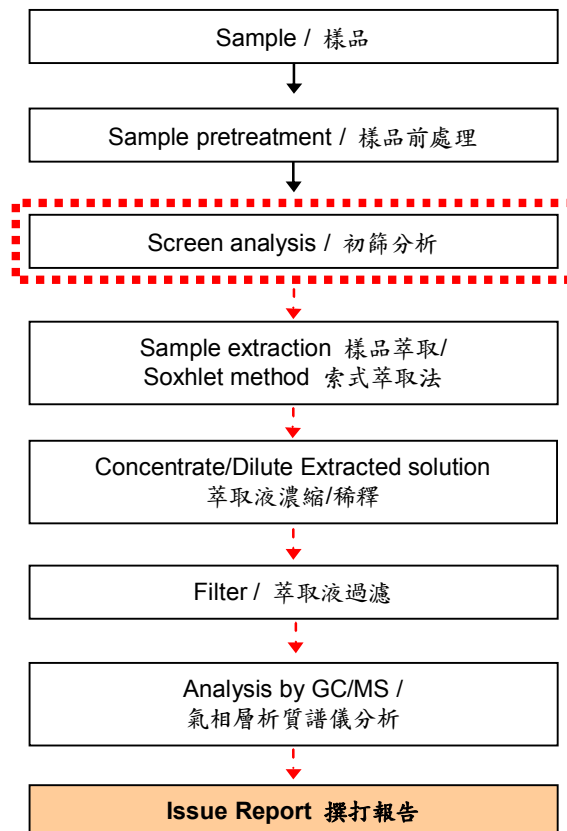 Sample / 樣品
Sample pretreatment / 樣品前處理
Screen analysis / 初篩分析
Sample extraction 樣品萃取/
Soxhlet method 索式萃取法
Concentrate/Dilute Extracted solution
萃取液濃縮/稀釋
Filter / 萃取液過濾
Analysis by GC/MS /
氣相層析質譜儀分析
Issue Report 撰打報告